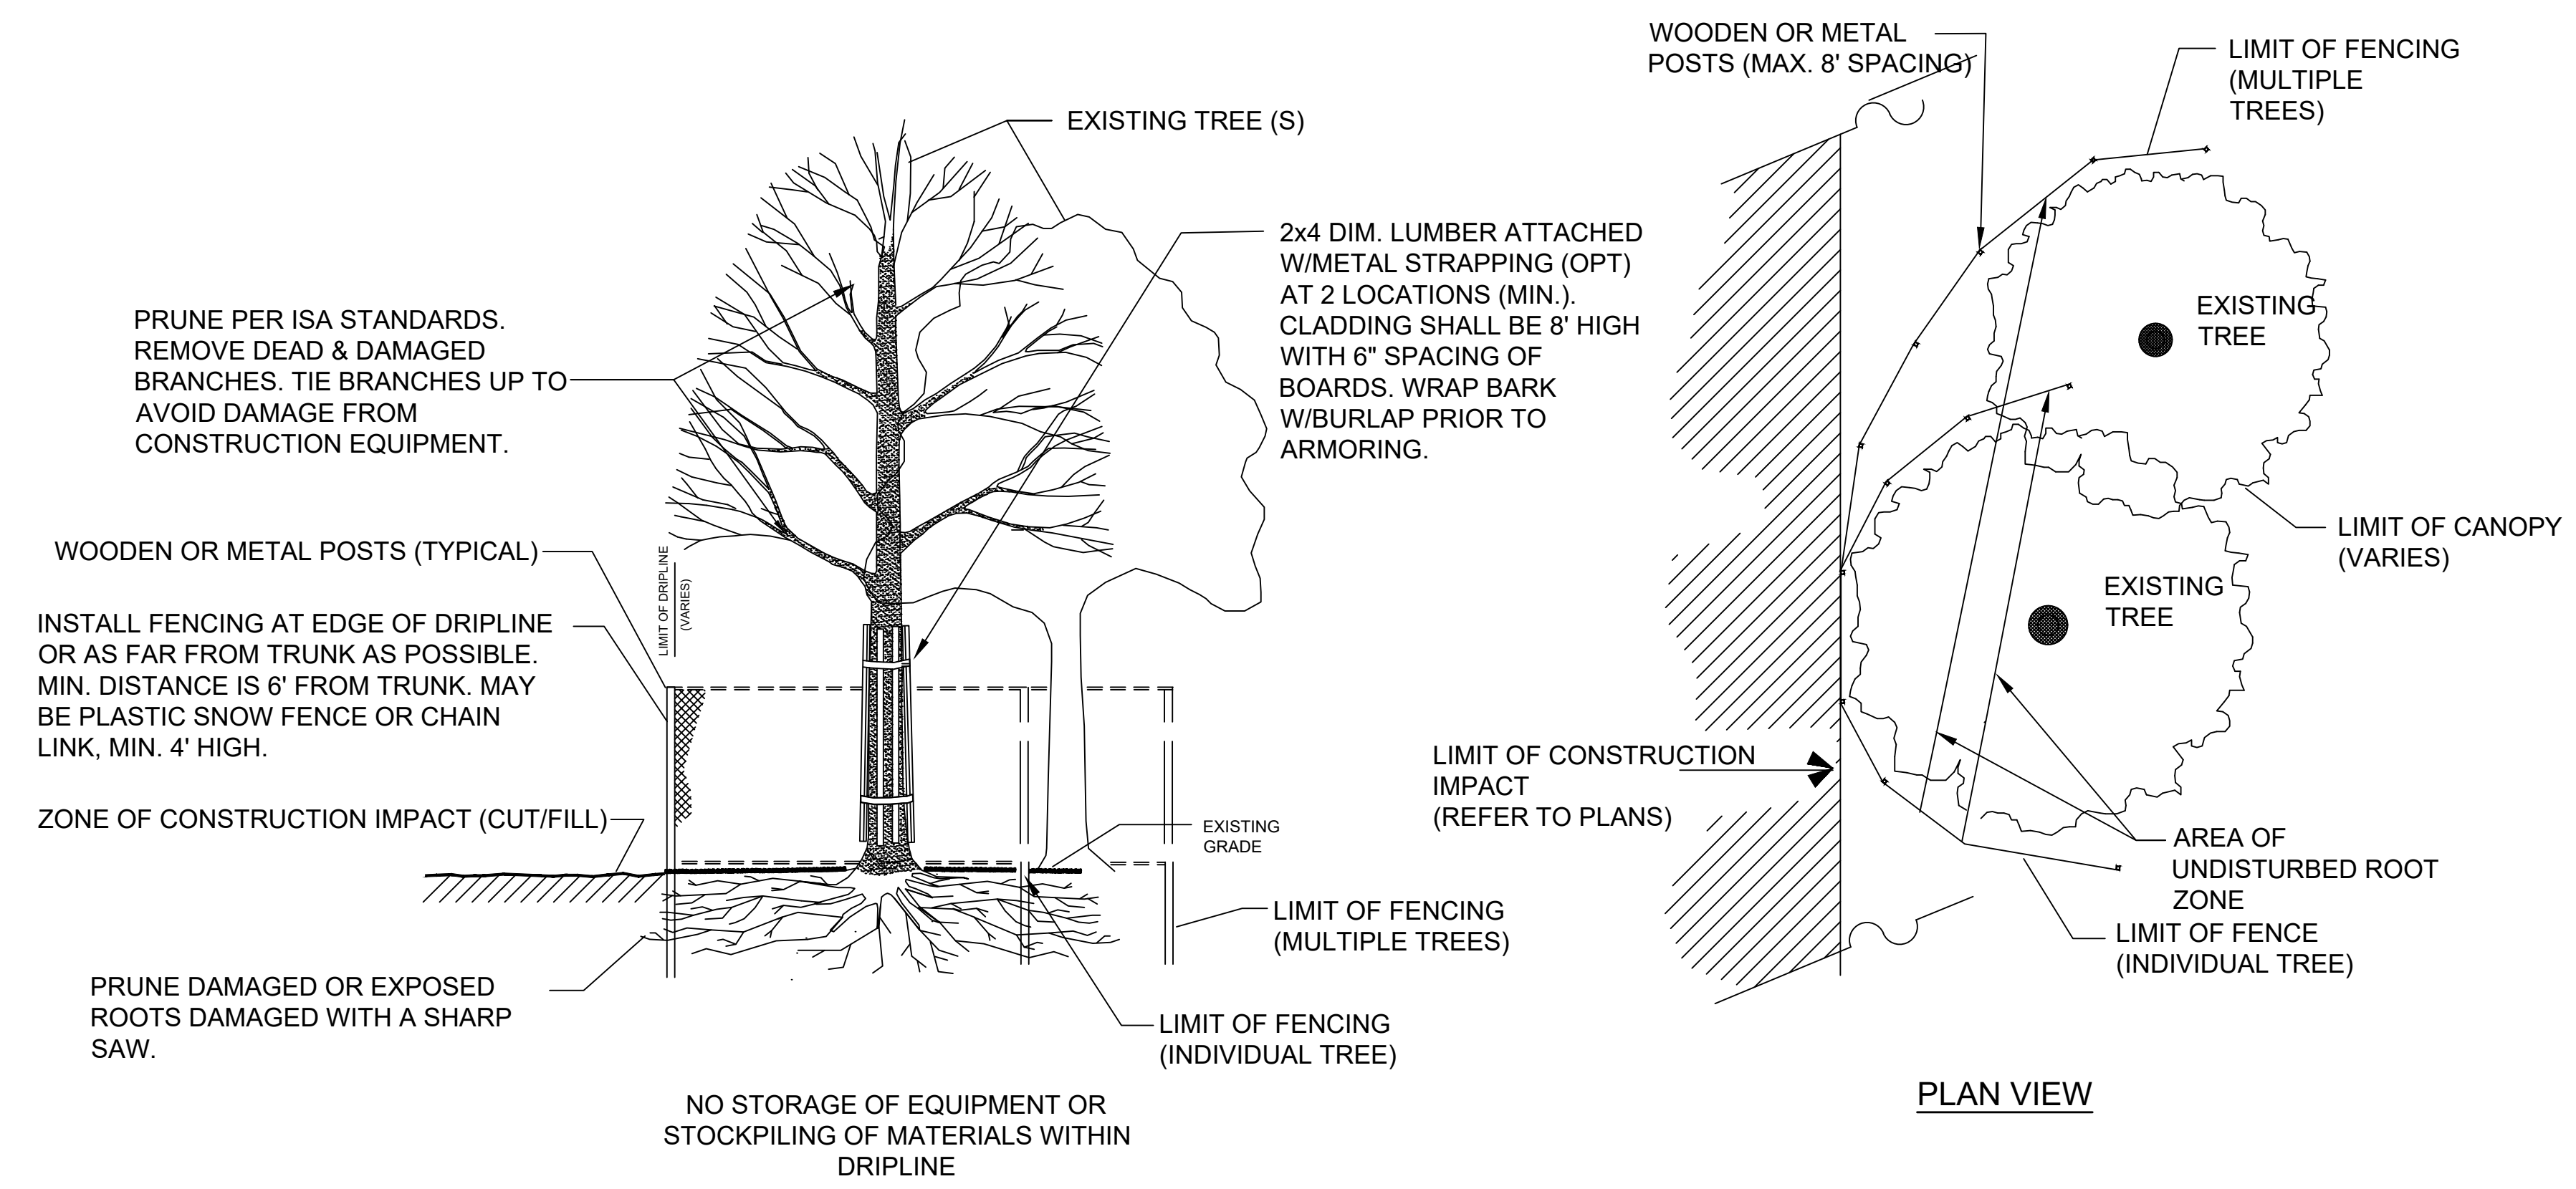 WOODEN OR METAL
POSTS (MAX. 8' SPACING)
LIMIT OF FENCING
(MULTIPLE
TREES)
EXISTING TREE (S)
2x4 DIM. LUMBER ATTACHED
W/METAL STRAPPING (OPT)
AT 2 LOCATIONS (MIN.).
CLADDING SHALL BE 8' HIGH
WITH 6" SPACING OF
BOARDS. WRAP BARK
W/BURLAP PRIOR TO
ARMORING.
PRUNE PER ISA STANDARDS.
REMOVE DEAD & DAMAGED
BRANCHES. TIE BRANCHES UP TO
AVOID DAMAGE FROM
CONSTRUCTION EQUIPMENT.
EXISTING
TREE
WOODEN OR METAL POSTS (TYPICAL)
LIMIT OF DRIPLINE
(VARIES)
LIMIT OF CANOPY
(VARIES)
EXISTING
TREE
INSTALL FENCING AT EDGE OF DRIPLINE
OR AS FAR FROM TRUNK AS POSSIBLE.
MIN. DISTANCE IS 6' FROM TRUNK. MAY
BE PLASTIC SNOW FENCE OR CHAIN
LINK, MIN. 4' HIGH.
LIMIT OF CONSTRUCTION
IMPACT
(REFER TO PLANS)
ZONE OF CONSTRUCTION IMPACT (CUT/FILL)
EXISTING
GRADE
AREA OF
UNDISTURBED ROOT
ZONE
LIMIT OF FENCING
(MULTIPLE TREES)
LIMIT OF FENCE
(INDIVIDUAL TREE)
PRUNE DAMAGED OR EXPOSED
ROOTS DAMAGED WITH A SHARP
SAW.
LIMIT OF FENCING
(INDIVIDUAL TREE)
NO STORAGE OF EQUIPMENT OR
STOCKPILING OF MATERIALS WITHIN
DRIPLINE
PLAN VIEW